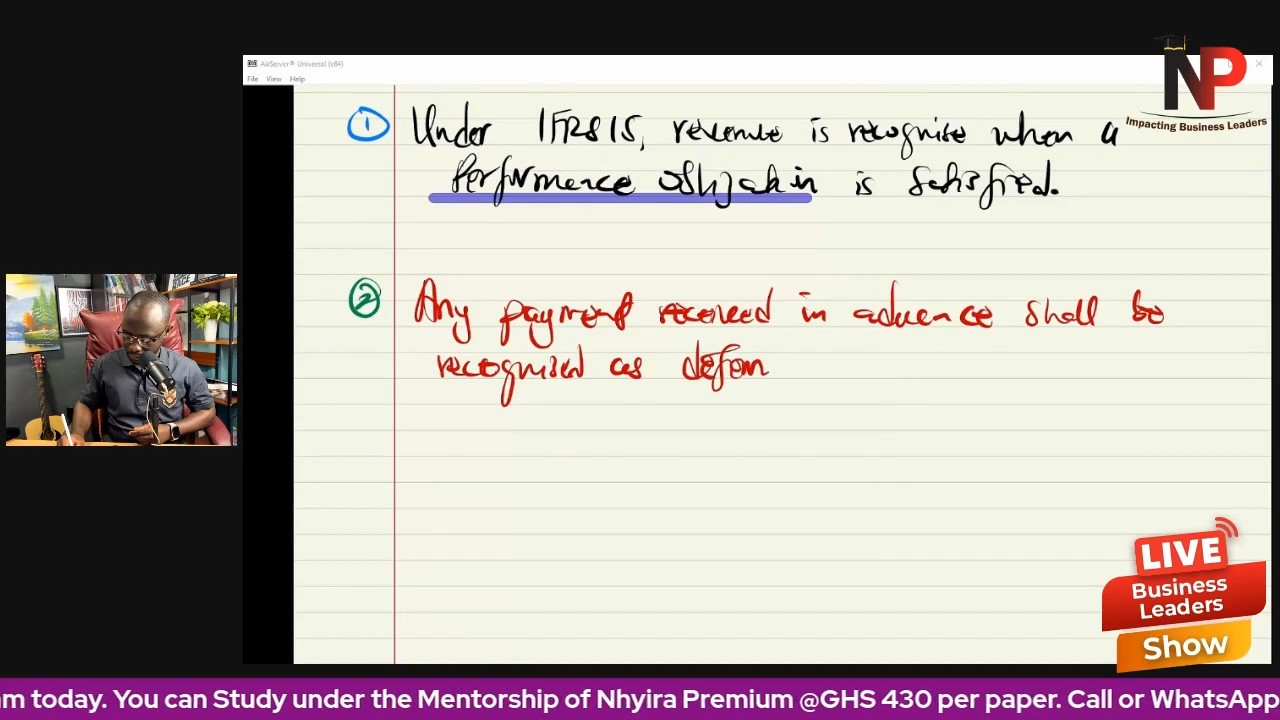 AirServer® Universal (x64)
File View Help
NP
Impacting Business Leaders
① Under IFRS 15, revenue is recognise when a
Performance obligation is satisfied.
② Any payment received in advance shall be
recognised as defer
LIVE
Business
Leaders
Show
am today. You can Study under the Mentorship of Nhyira Premium @GHS 430 per paper. Call or WhatsApp